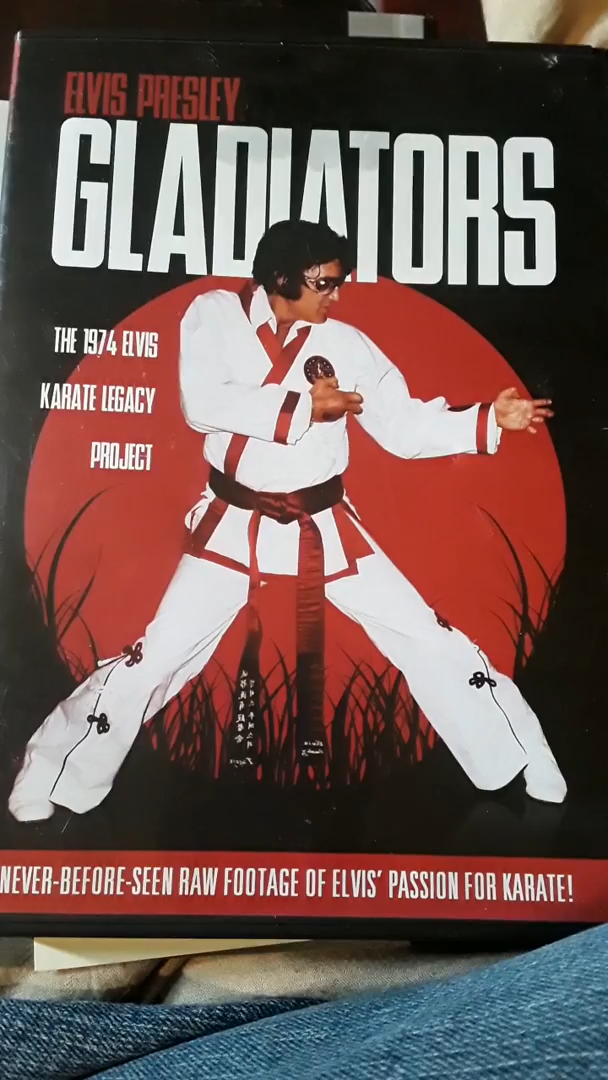 ELVIS PRESLEY
GLADIATORS
THE 1974 ELVIS
KARATE LEGACY
PROJECT
NEVER-BEFORE-SEEN RAW FOOTAGE OF ELVIS' PASSION FOR KARATE!